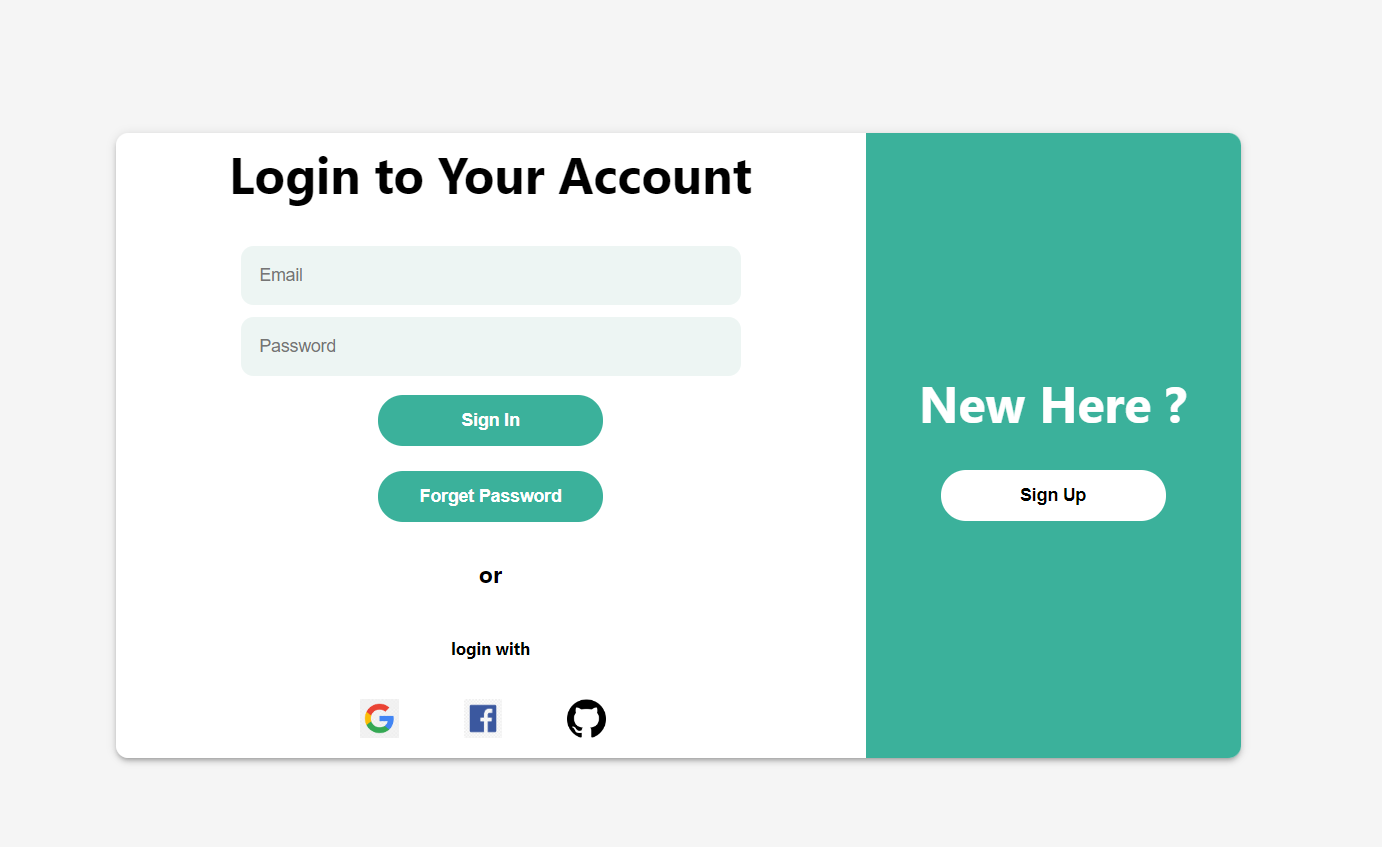 Login to Your Account
Email
Password
Sign In
Forget Password
or
login with
New Here ?
Sign Up